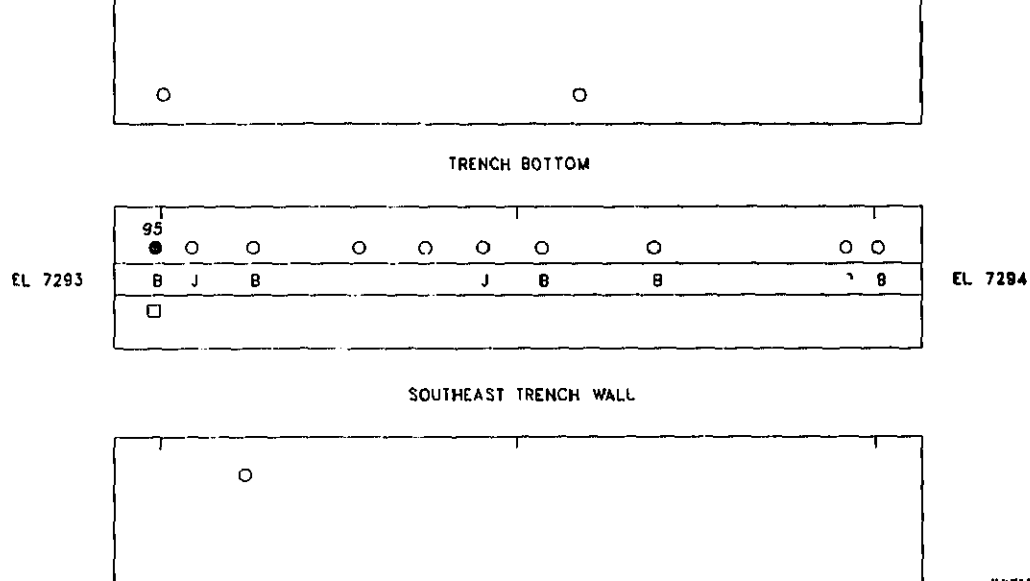 TRENCH BOTTOM
95
EL 7293 B J B J B B B EL 7294
SOUTHEAST TRENCH WALL